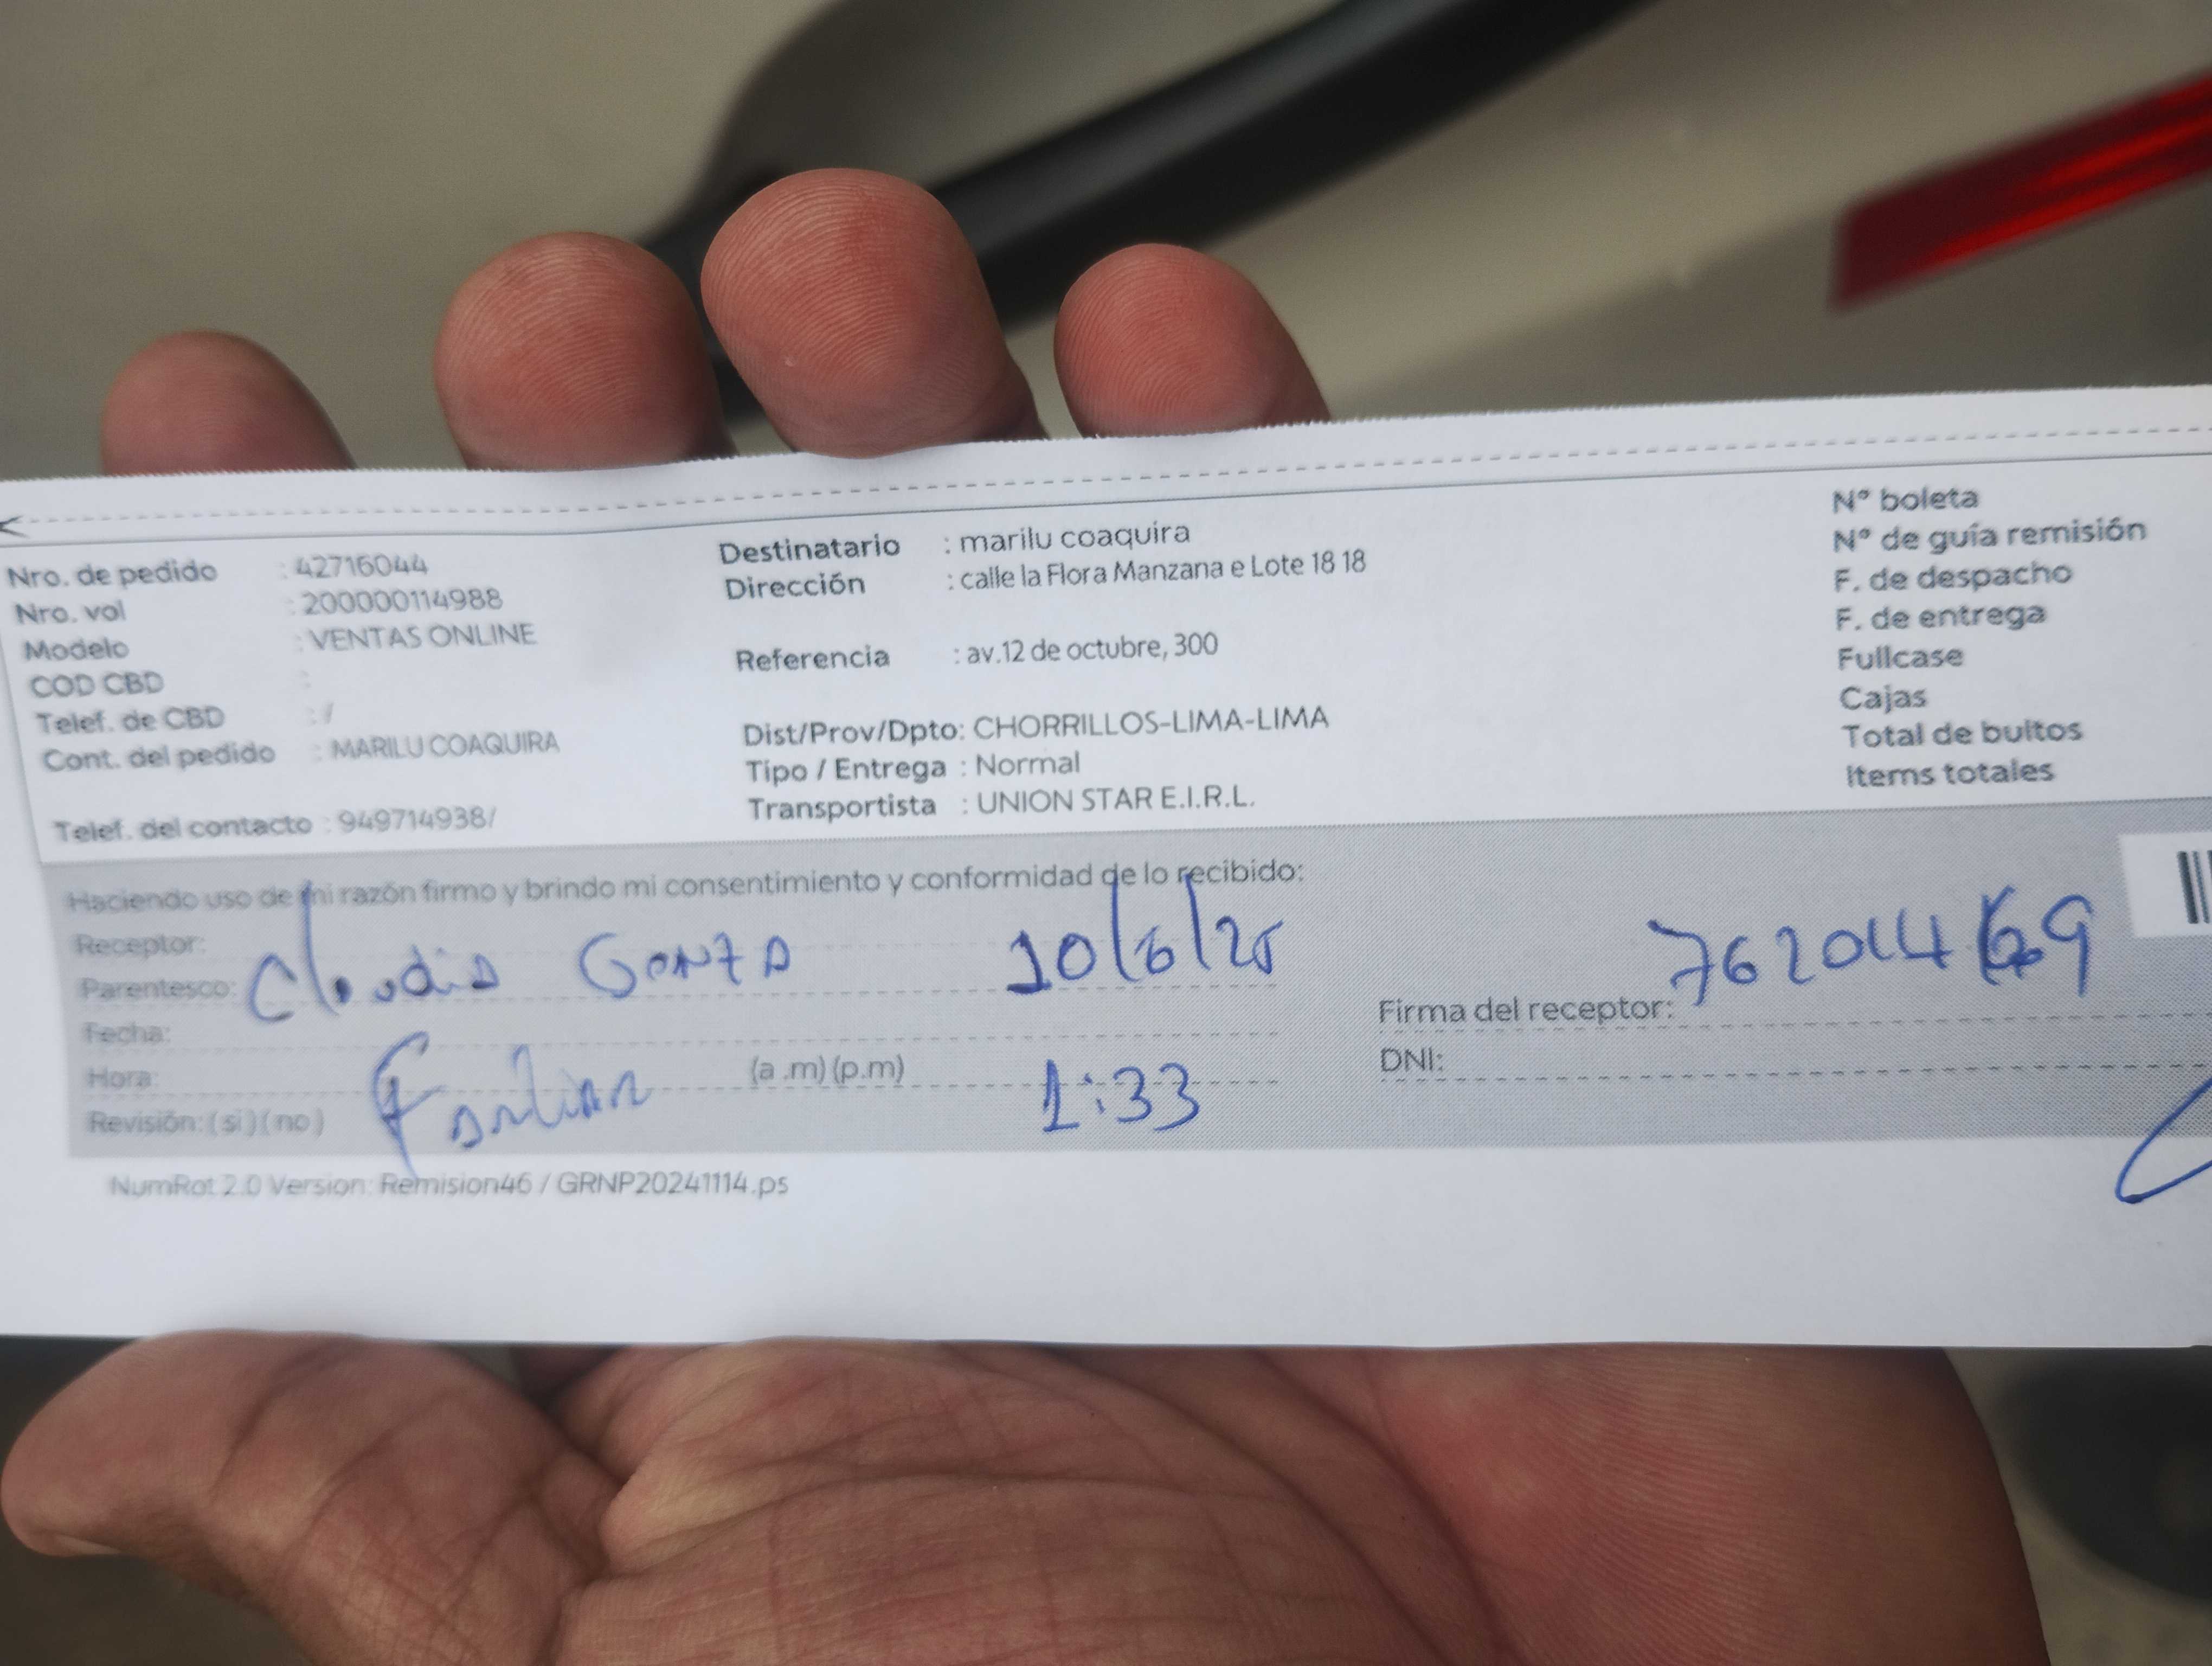 Nro. de pedido : 42716044
Nro. vol : 200000114988
Modelo : VENTAS ONLINE
COD CBD :
Telef. de CBD : /
Cont. del pedido : MARILU COAQUIRA
Telef. del contacto : 949714938/
Destinatario : marilu coaquira
Dirección : calle la Flora Manzana e Lote 18 18
Referencia : av.12 de octubre, 300
Dist/Prov/Dpto: CHORRILLOS-LIMA-LIMA
Tipo / Entrega : Normal
Transportista : UNION STAR E.I.R.L.
N° boleta
N° de guía remisión
F. de despacho
F. de entrega
Fullcase
Cajas
Total de bultos
Items totales
Haciendo uso de mi razón firmo y brindo mi consentimiento y conformidad de lo recibido:
Receptor:
Parentesco: Claudia Gonza 10/6/25
Fecha:
Hora: (a .m) (p.m) 1:33
Revisión: ( si ) ( no )
Firma del receptor:
DNI:
NumRot 2.0 Version: Remision46 / GRNP20241114.ps